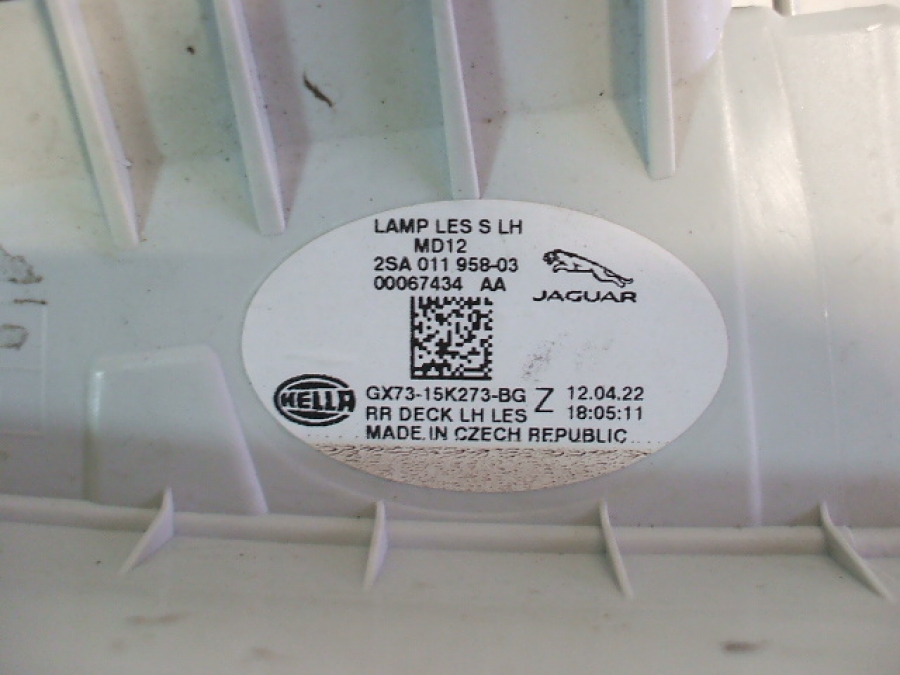 LAMP LES S LH
MD12
2SA 011 958-03
00067434 AA
JAGUAR
HELLA
GX73-15K273-BG Z 12.04.22
RR DECK LH LES 18:05:11
MADE IN CZECH REPUBLIC